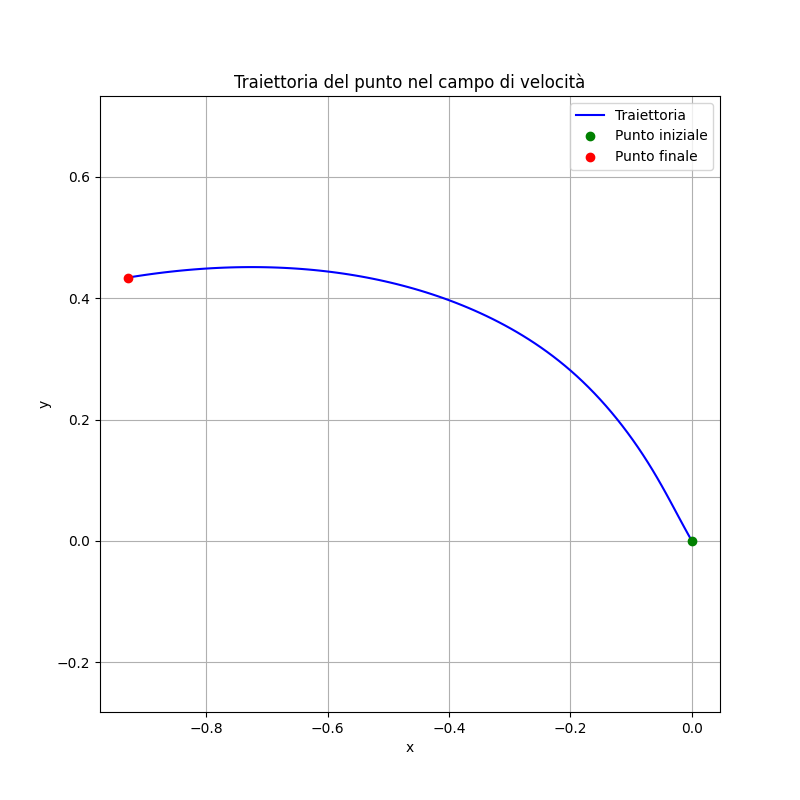 Traiettoria del punto nel campo di velocità
Traiettoria
Punto iniziale
Punto finale
0.6
0.4
0.2
0.0
−0.2
y
−0.8
−0.6
−0.4
−0.2
0.0
x